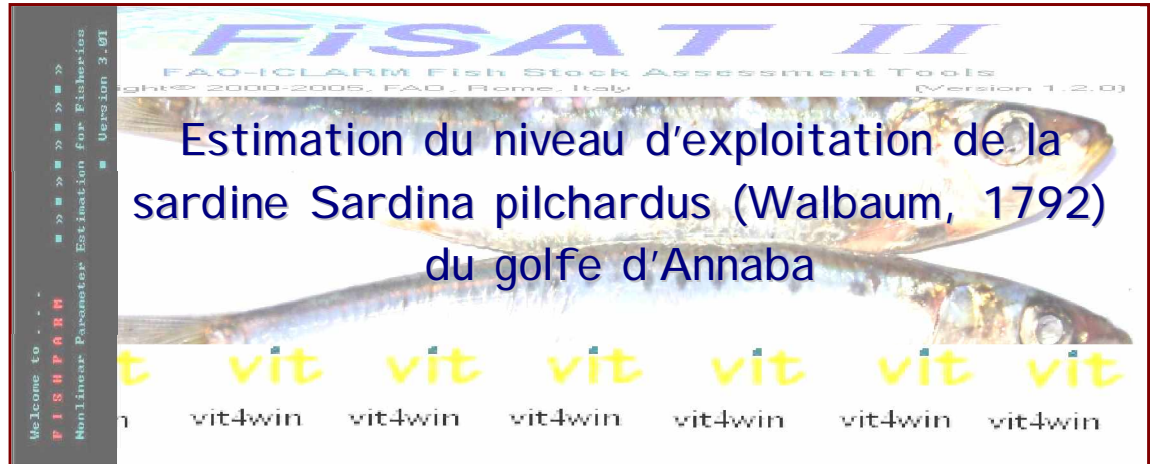 Welcome to . . .
F I S H P A R M ■»»■»»■»»■»
Nonlinear Parameter Estimation for Fisheries
■ Version 3.0I
FiSAT II
FAO-ICLARM Fish Stock Assessment Tools
ight© 2000-2005, FAO, Rome, Italy [Version 1.2.0]
Estimation du niveau d’exploitation de la
sardine Sardina pilchardus (Walbaum, 1792)
du golfe d’Annaba
vit vit vit vit vit vit
vit4win vit4win vit4win vit4win vit4win vit4win